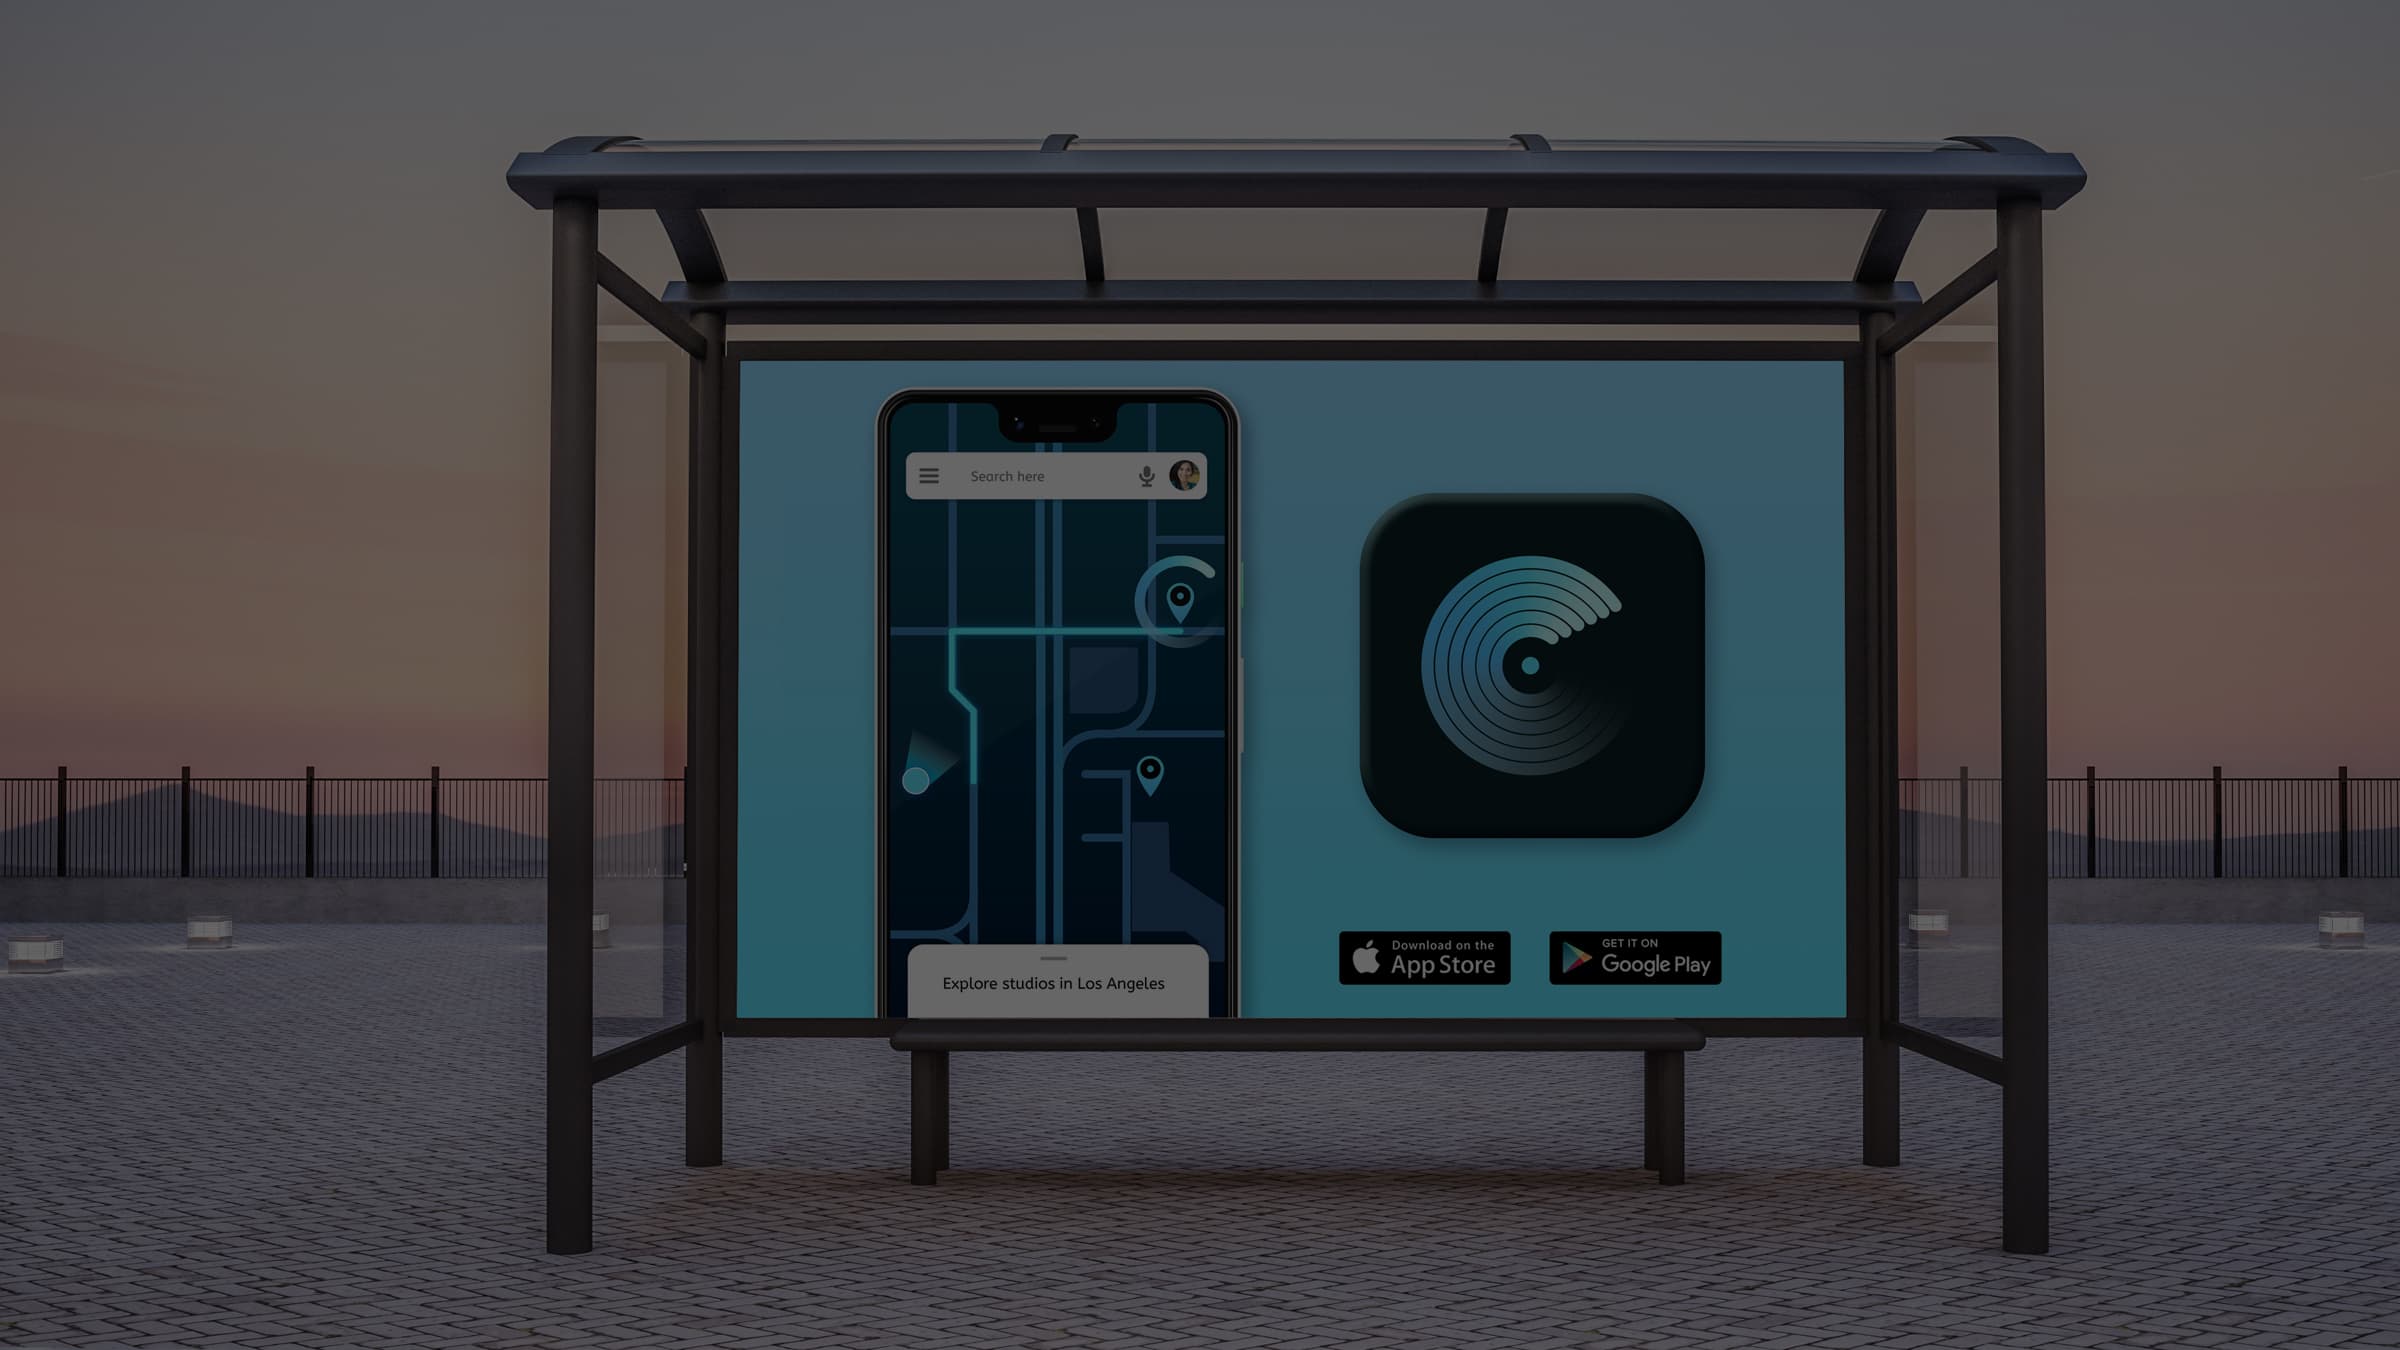 Search here
Explore studios in Los Angeles
Download on the
App Store
GET IT ON
Google Play